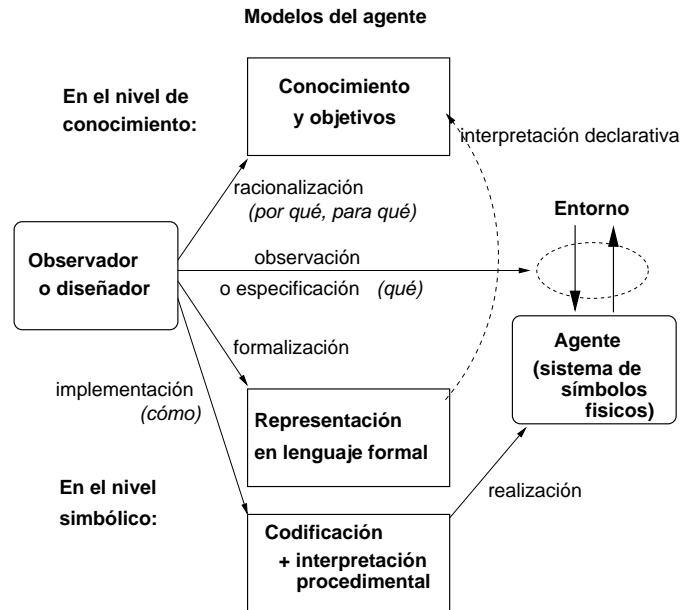 Modelos del agente
En el nivel de
conocimiento:
Conocimiento
y objetivos
interpretación declarativa
racionalización
(por qué, para qué)
Entorno
Observador
o diseñador
observación
o especificación (qué)
formalización
Agente
(sistema de
símbolos
fisicos)
implementación
(cómo)
Representación
en lenguaje formal
En el nivel
simbólico:
realización
Codificación
+ interpretación
procedimental